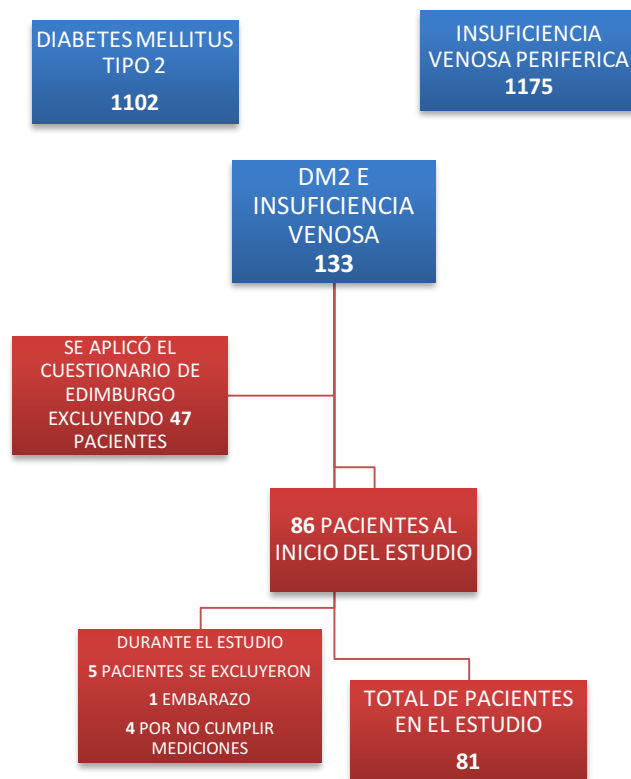 DIABETES MELLITUS
TIPO 2
1102
INSUFICIENCIA
VENOSA PERIFERICA
1175
DM2 E
INSUFICIENCIA
VENOSA
133
SE APLICÓ EL
CUESTIONARIO DE
EDIMBURGO
EXCLUYENDO 47
PACIENTES
86 PACIENTES AL
INICIO DEL ESTUDIO
DURANTE EL ESTUDIO
5 PACIENTES SE EXCLUYERON
1 EMBARAZO
4 POR NO CUMPLIR
MEDICIONES
TOTAL DE PACIENTES
EN EL ESTUDIO
81